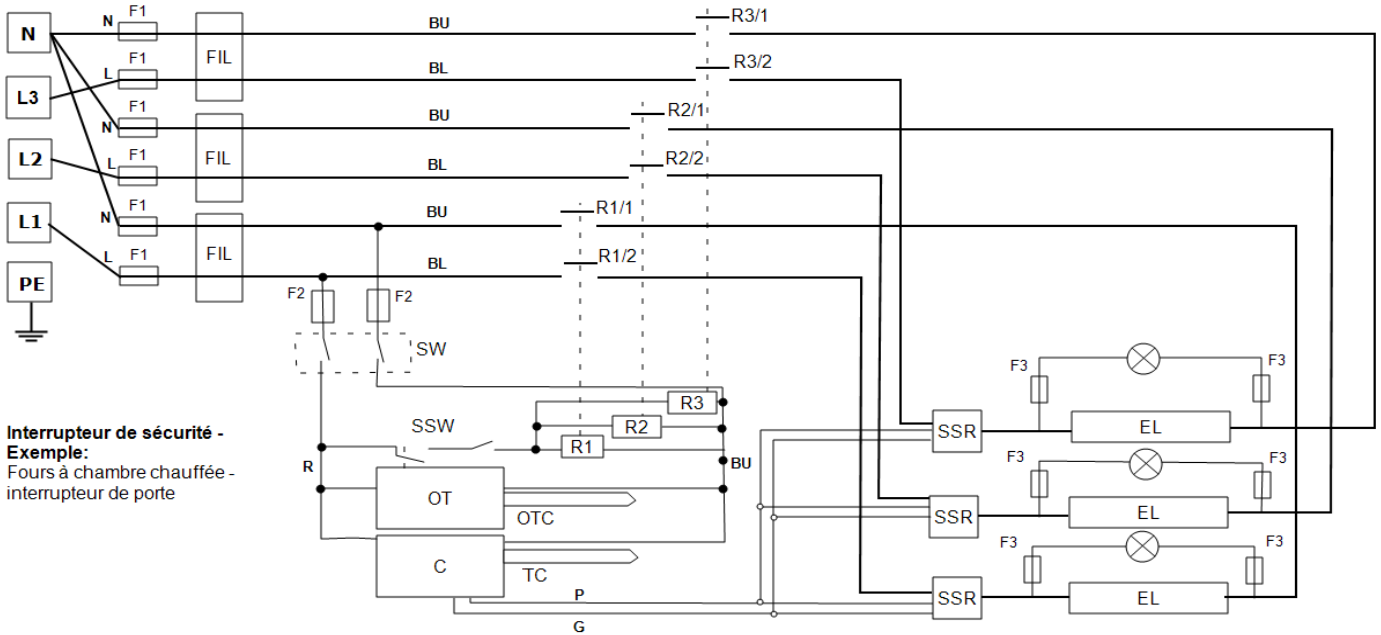 N
L3
L2
L1
PE
N F1
L F1
N F1
L F1
N F1
L F1
FIL
FIL
FIL
BU
BL
BU
BL
BU
BL
R3/1
R3/2
R2/1
R2/2
R1/1
R1/2
F2
F2
SW
Interrupteur de sécurité -
Exemple:
Fours à chambre chauffée -
interrupteur de porte
SSW
R
R3
R2
R1
BU
OT
OTC
C
TC
P
G
F3
F3
SSR
EL
F3
F3
SSR
EL
F3
F3
SSR
EL